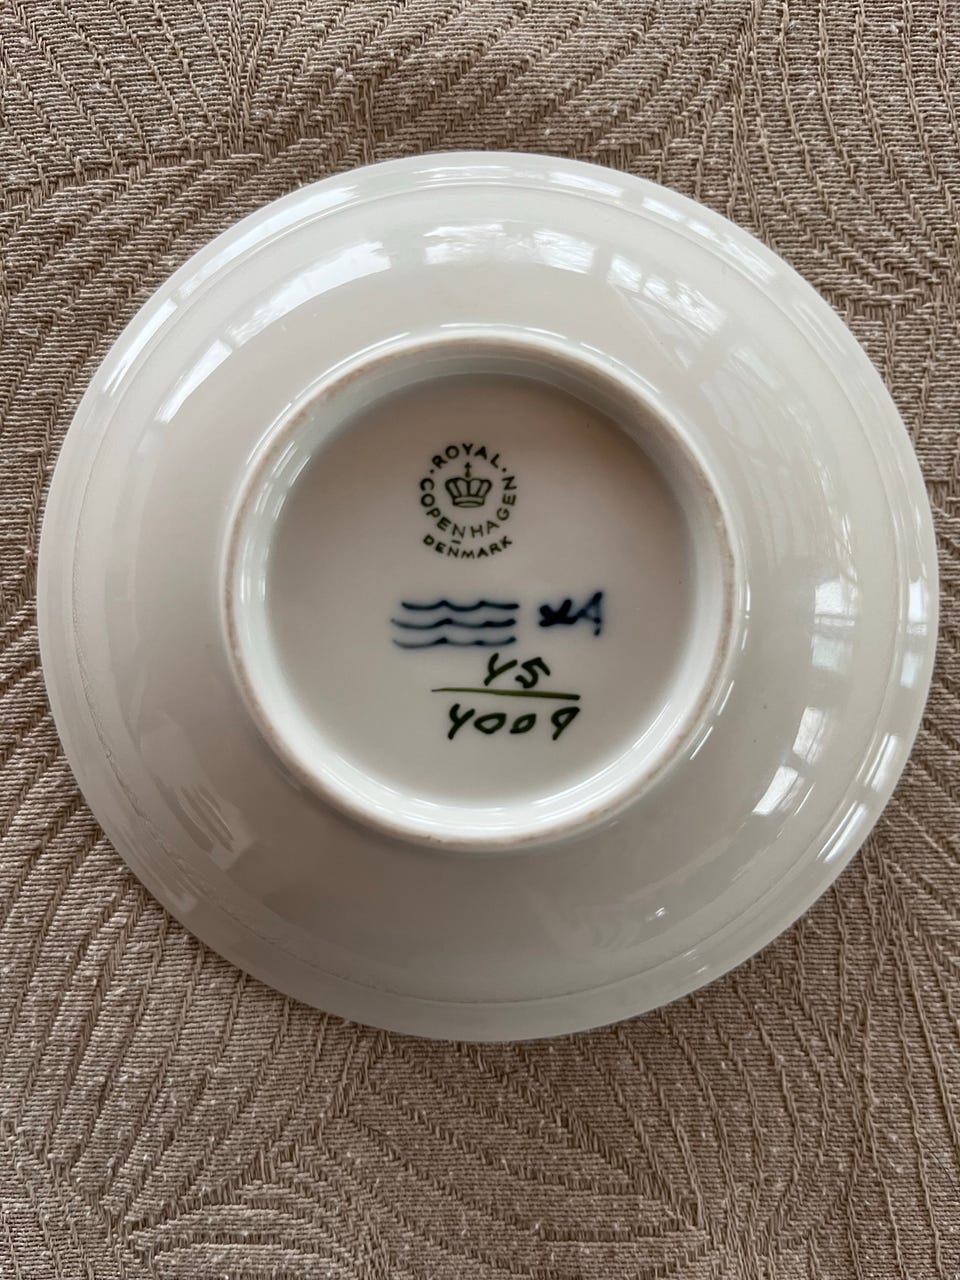 ROYAL
COPENHAGEN
DENMARK
45
4009